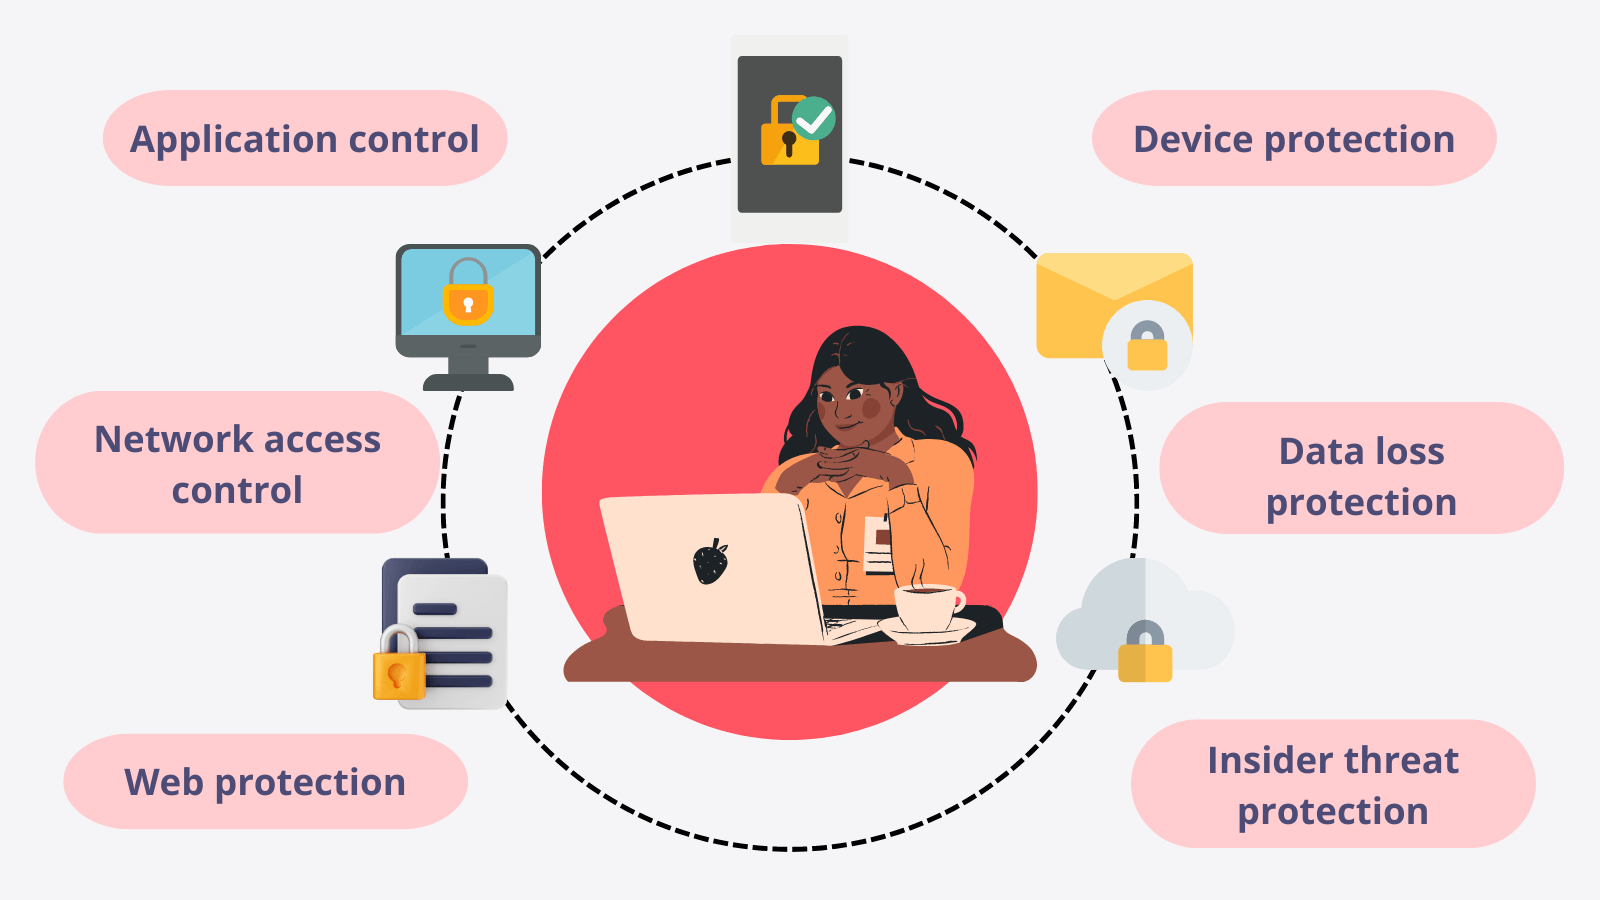 Application control
Device protection
Network access
control
Data loss
protection
Web protection
Insider threat
protection